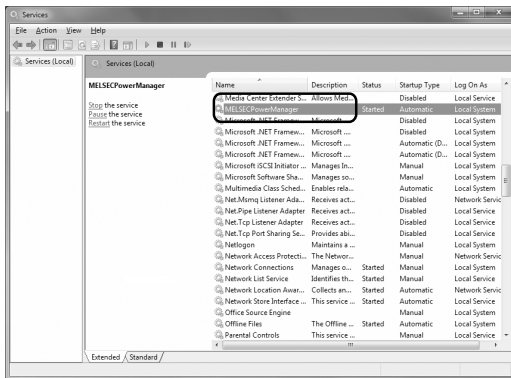 Services
File Action View Help
Services (Local)
Services (Local)
MELSECPowerManager
Stop the service
Pause the service
Restart the service
Name Description Status Startup Type Log On As
Media Center Extender S... Allows Med... Disabled Local Service
MELSECPowerManager Started Automatic Local System
Microsoft .NET Framew... Microsoft .... Disabled Local System
Microsoft .NET Framew... Microsoft .... Disabled Local System
Microsoft .NET Framew... Microsoft .... Automatic (D... Local System
Microsoft .NET Framew... Microsoft .... Automatic (D... Local System
Microsoft iSCSI Initiator ... Manages In... Manual Local System
Microsoft Software Sha... Manages so... Manual Local System
Multimedia Class Sched... Enables rela... Automatic Local System
Net.Msmq Listener Ada... Receives act... Disabled Network Servic
Net.Pipe Listener Adapter Receives act... Disabled Local Service
Net.Tcp Listener Adapter Receives act... Disabled Local Service
Net.Tcp Port Sharing Se... Provides abi... Disabled Local Service
Netlogon Maintains a ... Manual Local System
Network Access Protecti... The Networ... Manual Network Servic
Network Connections Manages o... Started Manual Local System
Network List Service Identifies th... Started Manual Local Service
Network Location Awar... Collects an... Started Automatic Network Servic
Network Store Interface ... This service ... Started Automatic Local Service
Office Source Engine Manual Local System
Offline Files The Offline ... Started Automatic Local System
Parental Controls This service ... Manual Local Service
Extended Standard